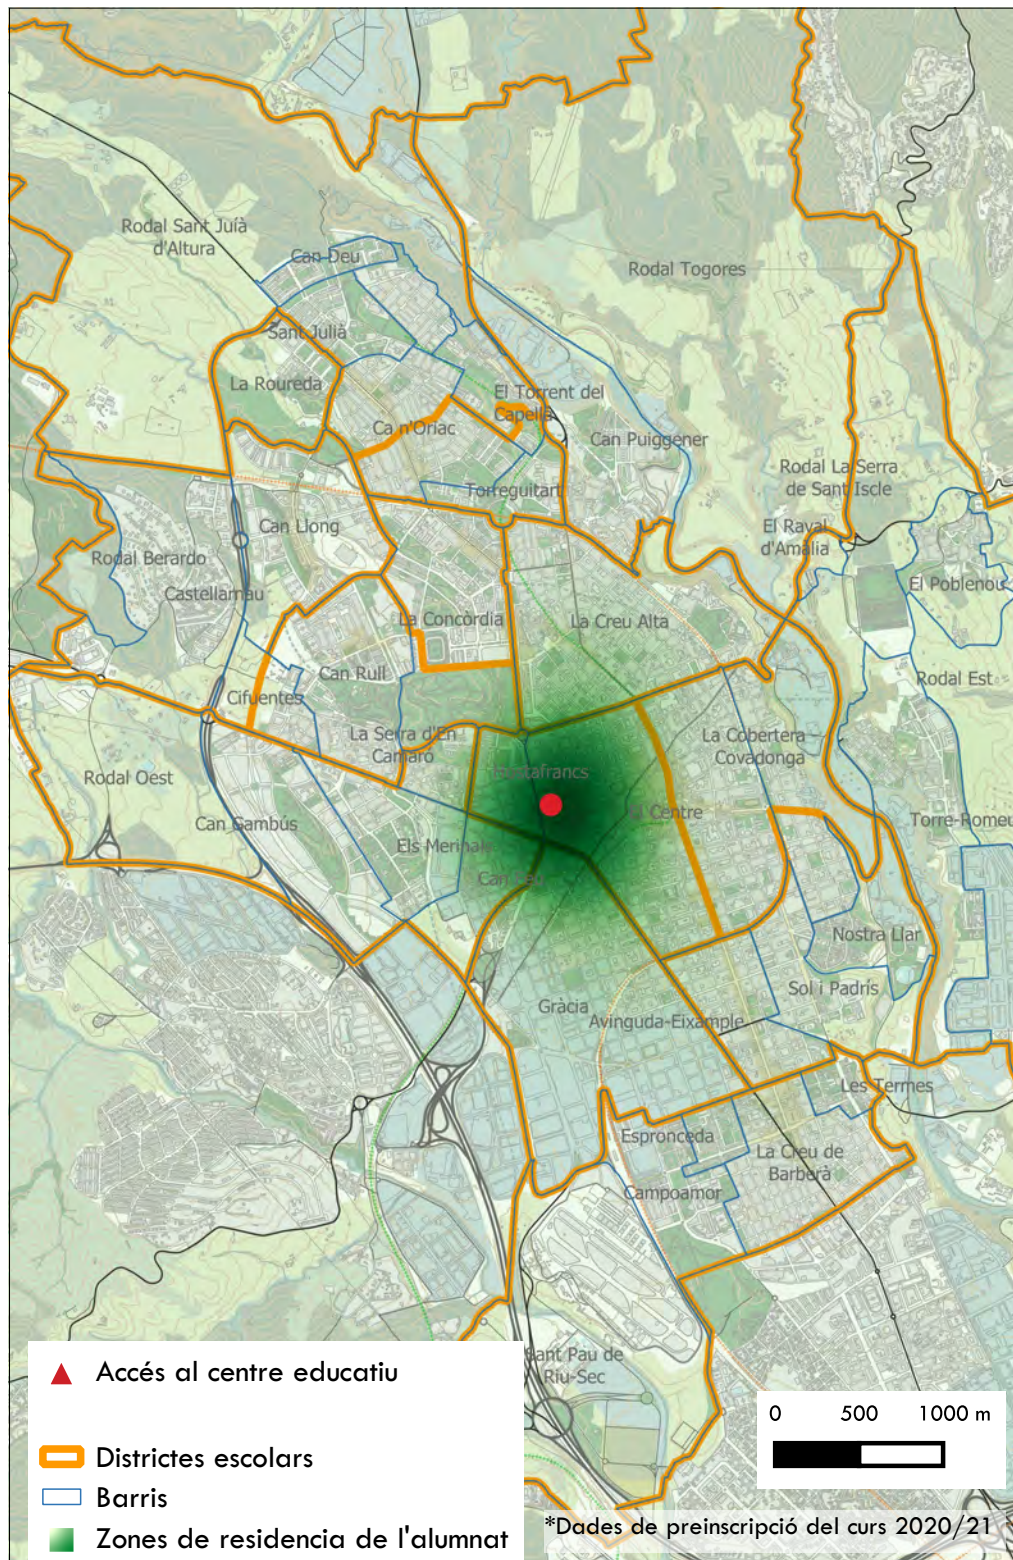 Rodal Sant Juíà
d'Altura
Can Deu
Rodal Togores
Sant Julià
La Roureda
El Torrent del
Capella
Ca n'Oriac
Can Puiggener
Rodal La Serra
de Sant Iscle
Torreguitart
Can Llong
El Raval
d'Amàlia
Rodal Berardo
El Poblenou
Castellarnau
La Concòrdia
La Creu Alta
Can Rull
Rodal Est
Cifuentes
La Serra d'En
Camaró
La Cobertera
Covadonga
Hostafrancs
Rodal Oest
El Centre
Can Gambús
Torre-Romeu
Els Merinals
Can Feu
Nostra Llar
Sol i Padrís
Gràcia
Avinguda-Eixample
Les Termes
Espronceda
La Creu de
Barberà
Campoamor
Sant Pau de
Riu-Sec
Accés al centre educatiu
Districtes escolars
Barris
Zones de residencia de l'alumnat
0 500 1000 m
*Dades de preinscripció del curs 2020/21